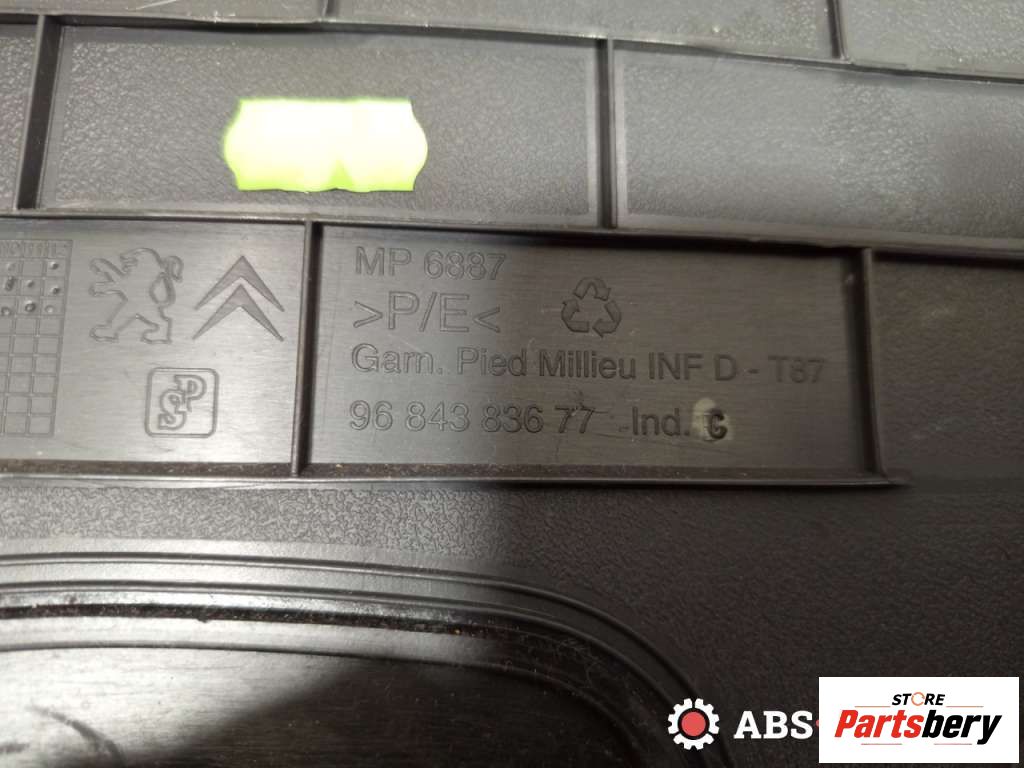 MP 6887
>P/E<
Garn. Pied Millieu INF D - T87
96 843 836 77 Ind. C
ABS-
STORE
Partsbery